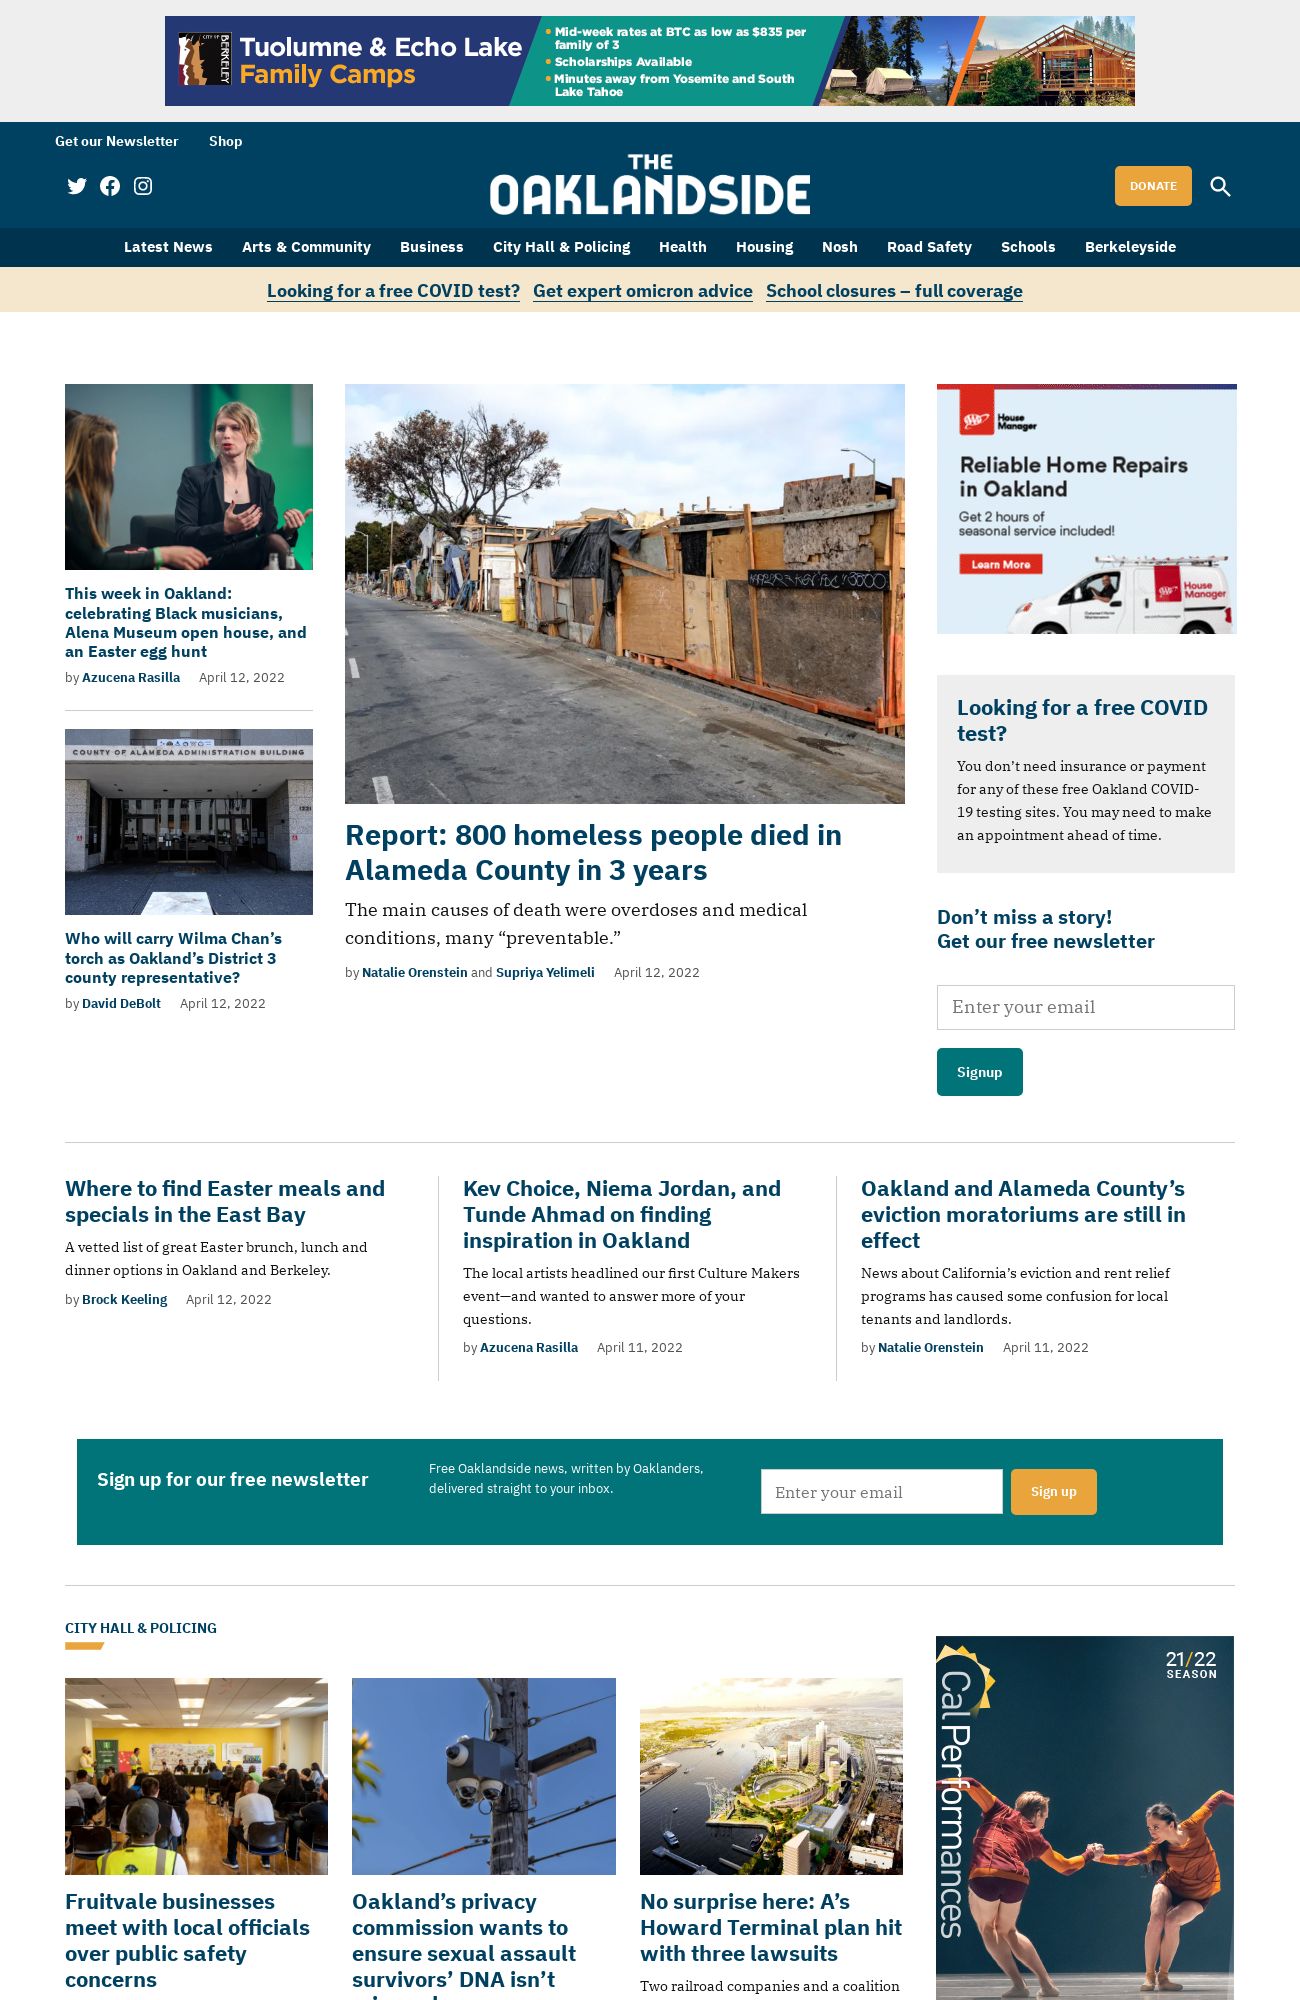 CITY OF
BERKELEY
Tuolumne & Echo Lake
Family Camps
Mid-week rates at BTC as low as $835 per
family of 3
Scholarships Available
Minutes away from Yosemite and South
Lake Tahoe
Get our Newsletter Shop
THE
OAKLANDSIDE
DONATE
Latest News Arts & Community Business City Hall & Policing Health Housing Nosh Road Safety Schools Berkeleyside
Looking for a free COVID test? Get expert omicron advice School closures – full coverage
This week in Oakland:
celebrating Black musicians,
Alena Museum open house, and
an Easter egg hunt
by Azucena Rasilla April 12, 2022
COUNTY OF ALAMEDA ADMINISTRATION BUILDING
1221
Who will carry Wilma Chan’s
torch as Oakland’s District 3
county representative?
by David DeBolt April 12, 2022
Report: 800 homeless people died in
Alameda County in 3 years
The main causes of death were overdoses and medical
conditions, many “preventable.”
by Natalie Orenstein and Supriya Yelimeli April 12, 2022
House
Manager
Reliable Home Repairs
in Oakland
Get 2 hours of
seasonal service included!
Learn More
House
Manager
Looking for a free COVID
test?
You don’t need insurance or payment
for any of these free Oakland COVID-
19 testing sites. You may need to make
an appointment ahead of time.
Don’t miss a story!
Get our free newsletter
Enter your email
Signup
Where to find Easter meals and
specials in the East Bay
A vetted list of great Easter brunch, lunch and
dinner options in Oakland and Berkeley.
by Brock Keeling April 12, 2022
Kev Choice, Niema Jordan, and
Tunde Ahmad on finding
inspiration in Oakland
The local artists headlined our first Culture Makers
event—and wanted to answer more of your
questions.
by Azucena Rasilla April 11, 2022
Oakland and Alameda County’s
eviction moratoriums are still in
effect
News about California’s eviction and rent relief
programs has caused some confusion for local
tenants and landlords.
by Natalie Orenstein April 11, 2022
Sign up for our free newsletter
Free Oaklandside news, written by Oaklanders,
delivered straight to your inbox.
Enter your email
Sign up
CITY HALL & POLICING
Fruitvale businesses
meet with local officials
over public safety
concerns
Oakland’s privacy
commission wants to
ensure sexual assault
survivors’ DNA isn’t
No surprise here: A’s
Howard Terminal plan hit
with three lawsuits
Two railroad companies and a coalition
21/22
SEASON
Cal Performances